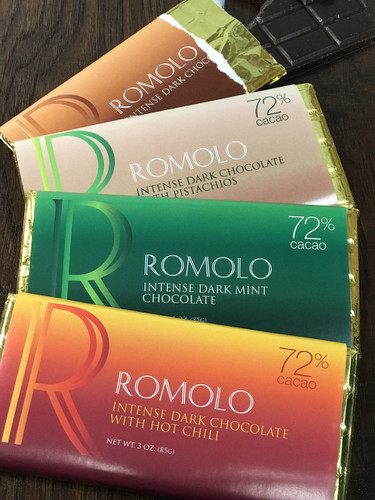 ROMOLO
INTENSE DARK
72%
cacao
ROMOLO
INTENSE DARK CHOCOLATE
WITH PISTACHIOS
72%
cacao
ROMOLO
INTENSE DARK MINT
CHOCOLATE
(85G)
72%
cacao
ROMOLO
INTENSE DARK CHOCOLATE
WITH HOT CHILI
NET WT. 3 OZ. (85G)